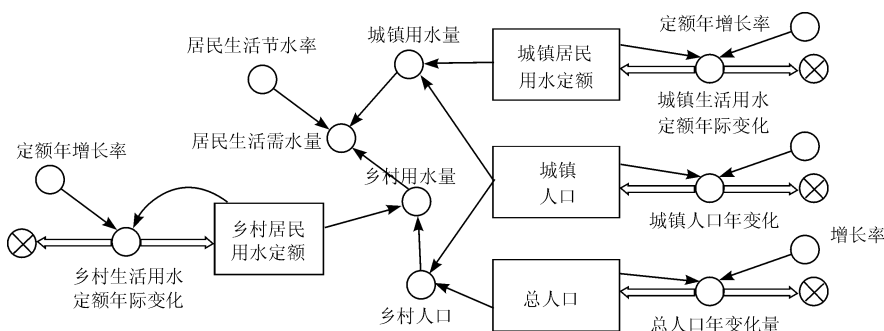 定额年增长率
居民生活节水率
城镇用水量
城镇居民
用水定额
城镇生活用水
定额年际变化
居民生活需水量
定额年增长率
乡村用水量
城镇
人口
城镇人口年变化
乡村居民
用水定额
增长率
乡村生活用水
定额年际变化
总人口
乡村人口
总人口年变化量